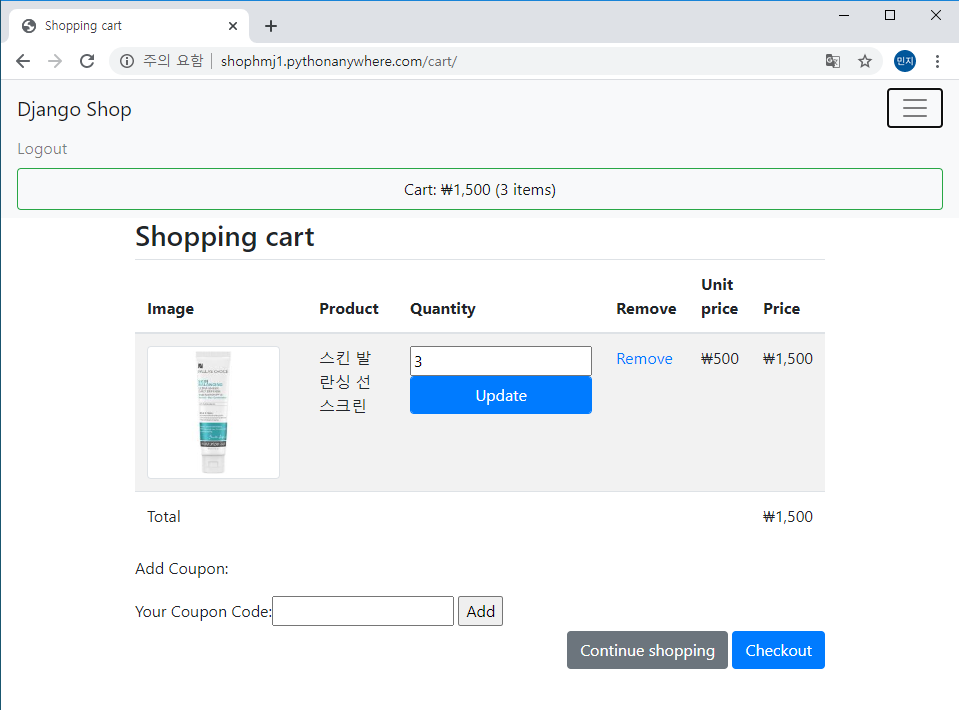 Shopping cart
주의 요함 | shophmj1.pythonanywhere.com/cart/
민지
Django Shop
Logout
Cart: ₩1,500 (3 items)
Shopping cart
Image Product Quantity Remove Unit price Price
스킨 발
란싱 선
스크린
3
Update
Remove
₩500
₩1,500
Total ₩1,500
Add Coupon:
Your Coupon Code: Add
Continue shopping Checkout